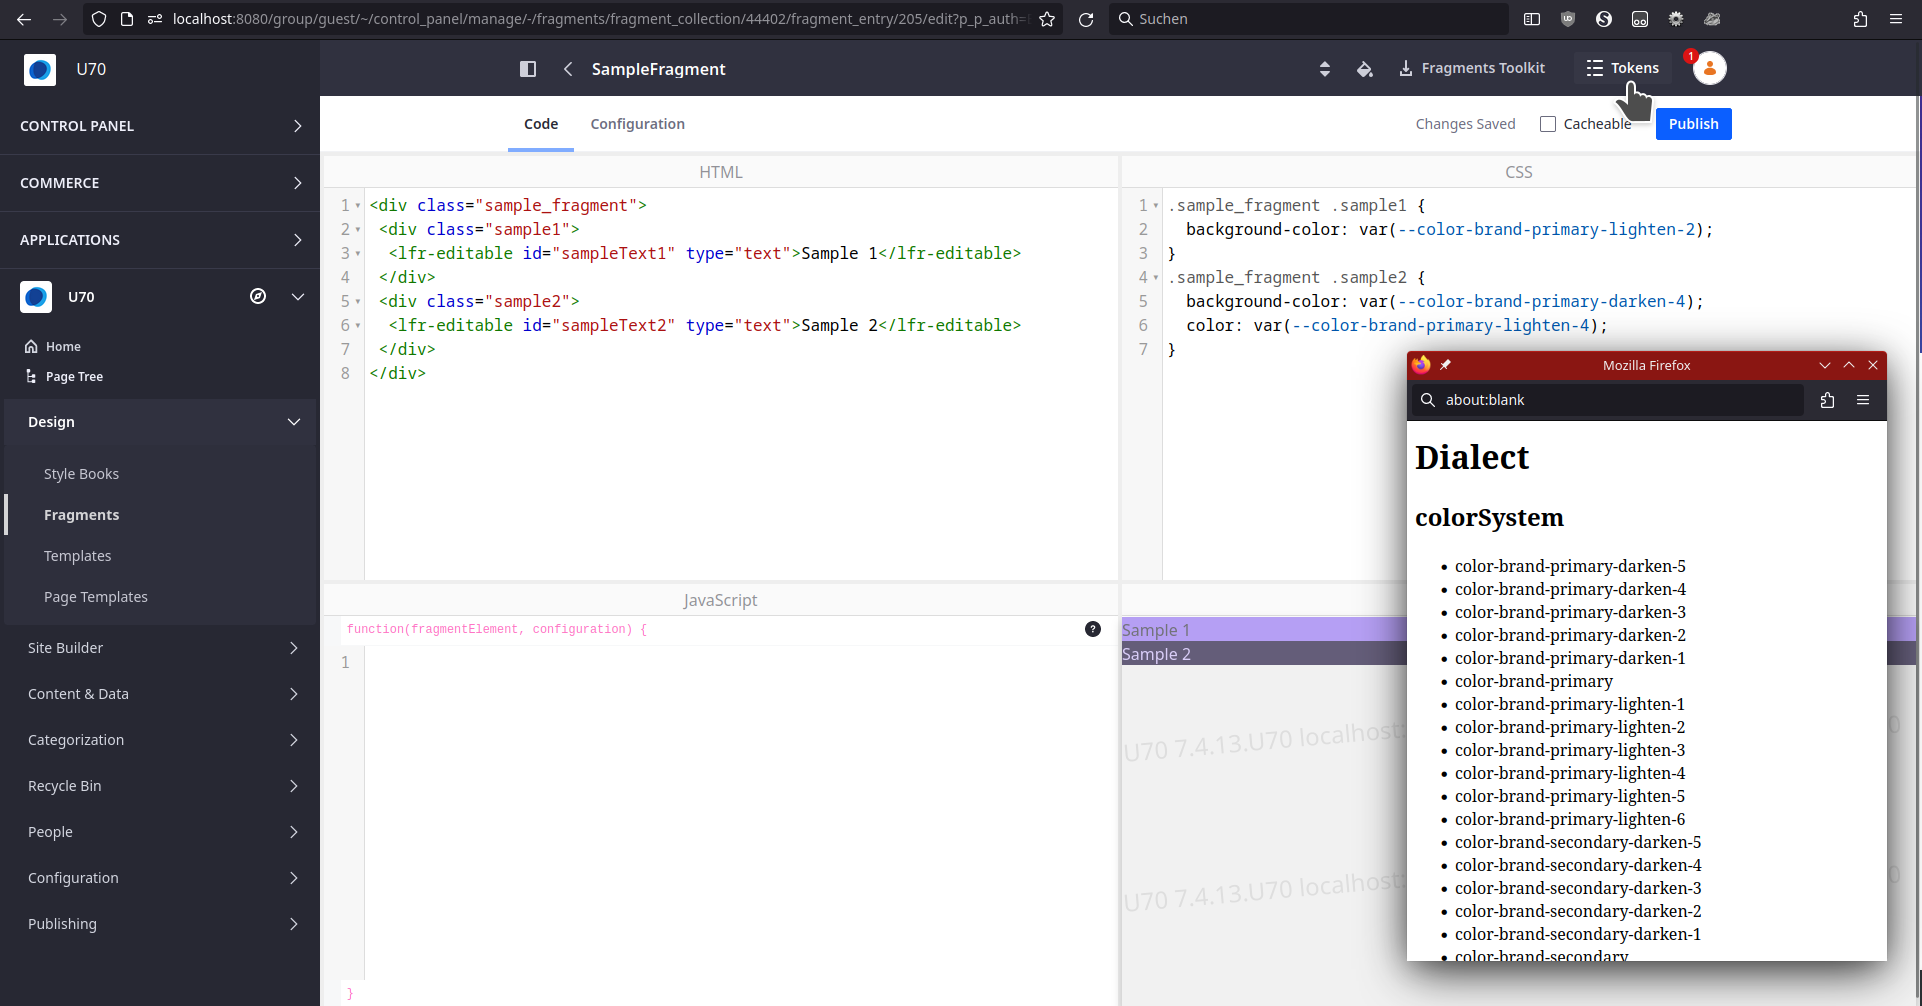 localhost:8080/group/guest/~/control_panel/manage/-/fragments/fragment_collection/44402/fragment_entry/205/edit?p_p_auth=
Suchen
U70
SampleFragment
Fragments Toolkit
Tokens
1
CONTROL PANEL
COMMERCE
APPLICATIONS
U70
Home
Page Tree
Design
Style Books
Fragments
Templates
Page Templates
Site Builder
Content & Data
Categorization
Recycle Bin
People
Configuration
Publishing
Code
Configuration
Changes Saved
Cacheable
Publish
HTML
1 <div class="sample_fragment">
2 <div class="sample1">
3 <lfr-editable id="sampleText1" type="text">Sample 1</lfr-editable>
4 </div>
5 <div class="sample2">
6 <lfr-editable id="sampleText2" type="text">Sample 2</lfr-editable>
7 </div>
8 </div>
CSS
1 .sample_fragment .sample1 {
2 background-color: var(--color-brand-primary-lighten-2);
3 }
4 .sample_fragment .sample2 {
5 background-color: var(--color-brand-primary-darken-4);
6 color: var(--color-brand-primary-lighten-4);
7 }
JavaScript
function(fragmentElement, configuration) {
?
1
}
Sample 1
Sample 2
U70 7.4.13.U70 localhost:
U70 7.4.13.U70 localhost:
Mozilla Firefox
about:blank
Dialect
colorSystem
• color-brand-primary-darken-5
• color-brand-primary-darken-4
• color-brand-primary-darken-3
• color-brand-primary-darken-2
• color-brand-primary-darken-1
• color-brand-primary
• color-brand-primary-lighten-1
• color-brand-primary-lighten-2
• color-brand-primary-lighten-3
• color-brand-primary-lighten-4
• color-brand-primary-lighten-5
• color-brand-primary-lighten-6
• color-brand-secondary-darken-5
• color-brand-secondary-darken-4
• color-brand-secondary-darken-3
• color-brand-secondary-darken-2
• color-brand-secondary-darken-1
• color-brand-secondary